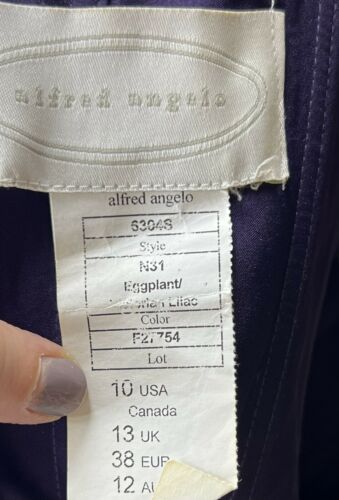 alfred angelo
alfred angelo
6304S
Style
N31
Eggplant/
Lilac
Color
F27754
Lot
10 USA
Canada
13 UK
38 EUR
12